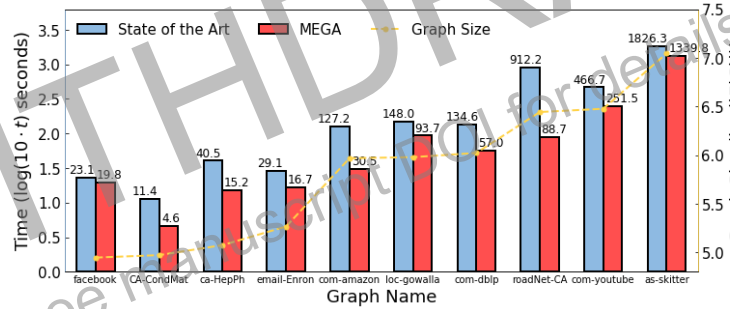 State of the Art MEGA Graph Size
Time (log(10 · t) seconds)
3.5
3.0
2.5
2.0
1.5
1.0
0.5
0.0
7.5
7.0
6.5
6.0
5.5
5.0
23.1 19.8 11.4 4.6 40.5 15.2 29.1 16.7 127.2 30.5 148.0 93.7 134.6 57.0 912.2 88.7 466.7 251.5 1826.3 1339.8
facebook CA-CondMat ca-HepPh email-Enron com-amazon loc-gowalla com-dblp roadNet-CA com-youtube as-skitter
Graph Name
manuscript DOI for details